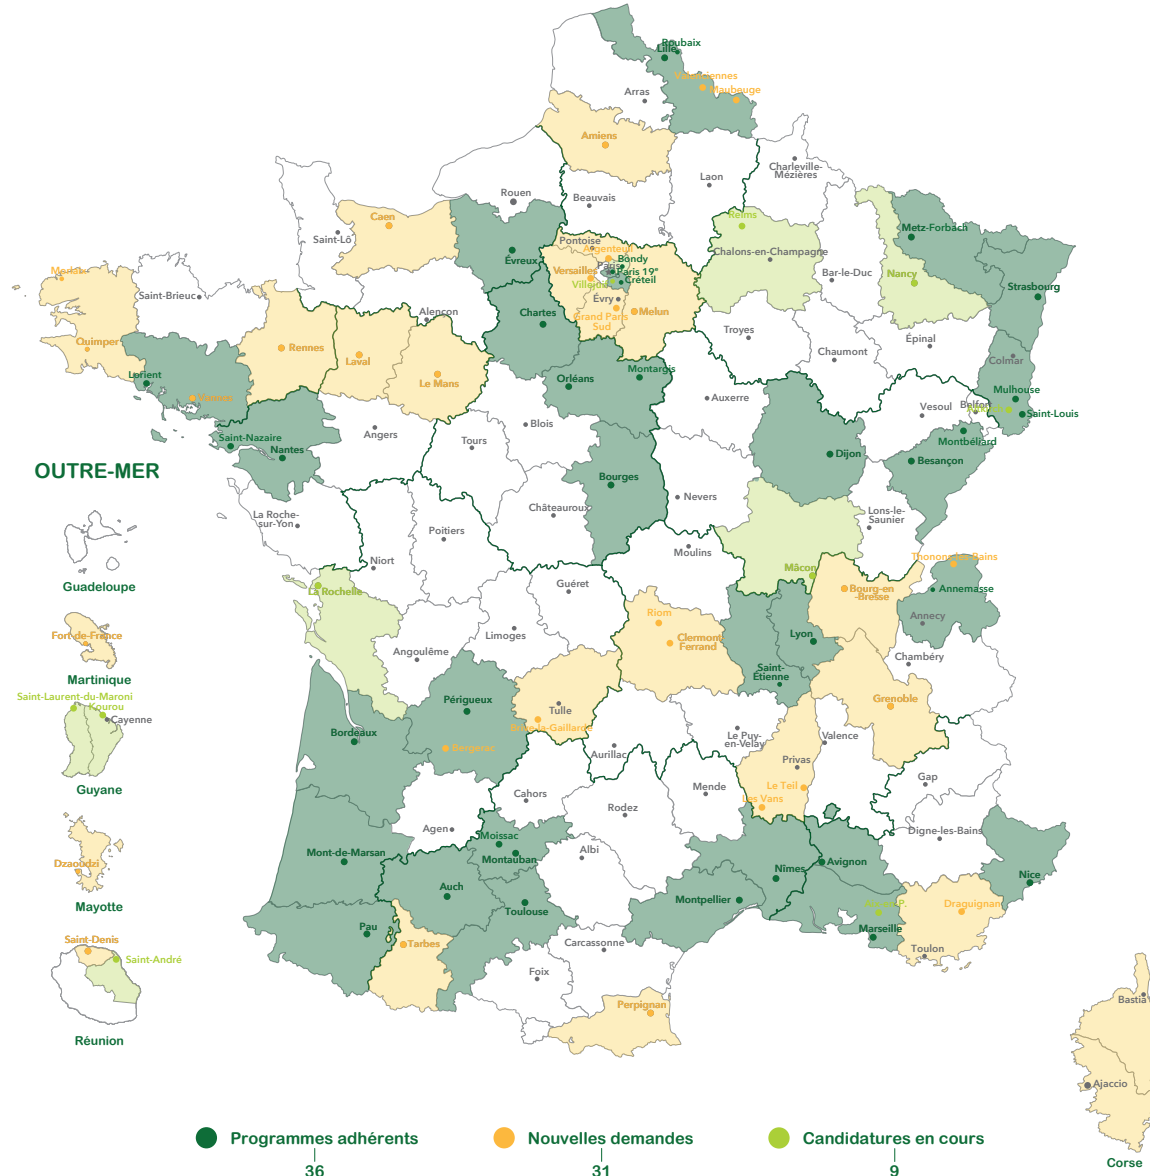 Roubaix
Lille
Valenciennes
Maubeuge
Arras
Amiens
Charleville-
Mézières
Laon
Rouen
Beauvais
Caen
Saint-Lô
Reims
Metz-Forbach
Pontoise
Argenteuil
Évreux
Chalons-en-Champagne
Bondy
Paris
Paris 19e
Versailles
Créteil
Villejuif
Bar-le-Duc
Nancy
Strasbourg
Morlaix
Saint-Brieuc
Évry
Alençon
Chartes
Grand Paris
Sud
Melun
Troyes
Épinal
Quimper
Rennes
Laval
Chaumont
Colmar
Lorient
Le Mans
Orléans
Montargis
Mulhouse
Vannes
Auxerre
Vesoul
Belfort
Saint-Louis
Blois
Angers
Tours
Saint-Nazaire
Nantes
Montbéliard
Dijon
Besançon
OUTRE-MER
Bourges
Nevers
Châteauroux
La Roche-
sur-Yon
Lons-le-
Saunier
Poitiers
Niort
Moulins
Thonon-les-Bains
Guadeloupe
Mâcon
La Rochelle
Guéret
Bourg-en
-Bresse
Annemasse
Riom
Annecy
Fort-de-France
Limoges
Clermont-
Ferrand
Lyon
Angoulême
Chambéry
Martinique
Saint-
Étienne
Saint-Laurent-du-Maroni
Kourou
Cayenne
Périgueux
Tulle
Grenoble
Brive-la-Gaillarde
Bordeaux
Le Puy-
en-Velay
Valence
Bergerac
Aurillac
Privas
Guyane
Gap
Cahors
Mende
Le Teil
Les Vans
Rodez
Agen
Moissac
Digne-les-Bains
Mont-de-Marsan
Montauban
Albi
Avignon
Dzaoudzi
Nîmes
Nice
Auch
Mayotte
Toulouse
Montpellier
Draguignan
Pau
Marseille
Saint-Denis
Tarbes
Carcassonne
Toulon
Saint-André
Foix
Bastia
Perpignan
Réunion
Ajaccio
Programmes adhérents
Nouvelles demandes
Candidatures en cours
36
31
9
Corse